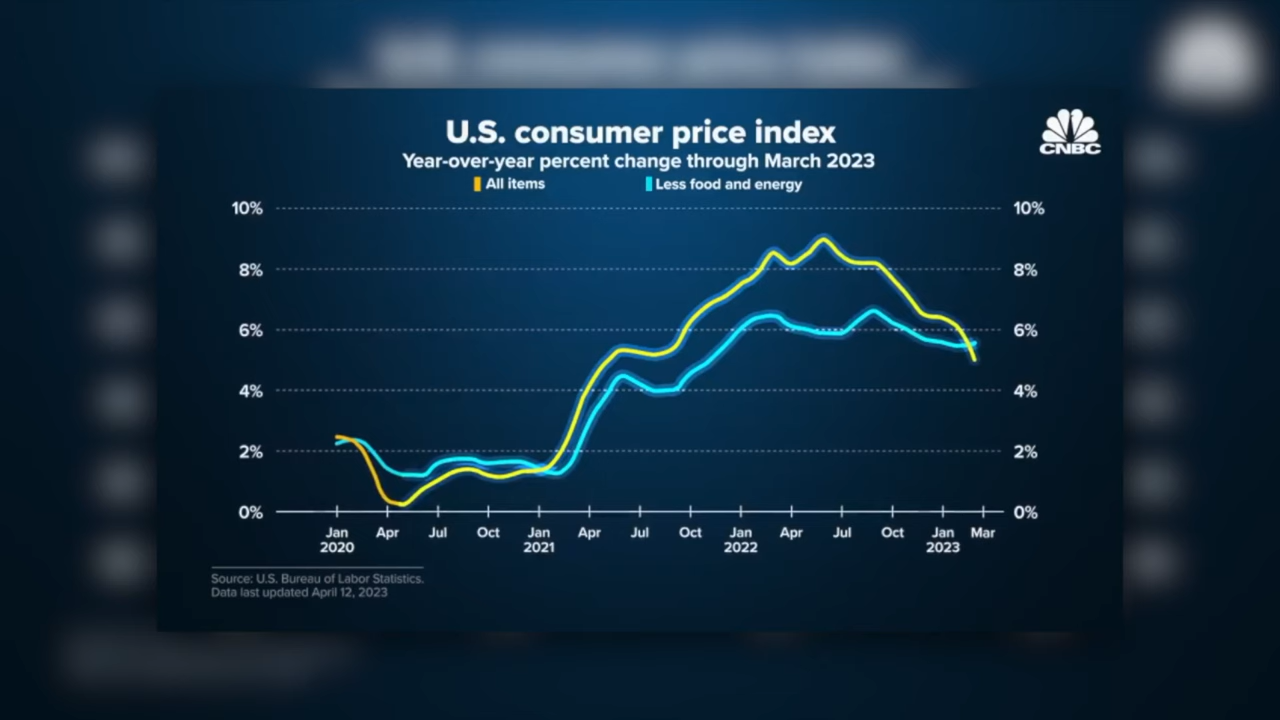 U.S. consumer price index
CNBC
Year-over-year percent change through March 2023
All items Less food and energy
10% 10%
8% 8%
6% 6%
4% 4%
2% 2%
0% 0%
Jan Apr Jul Oct Jan Apr Jul Oct Jan Apr Jul Oct Jan Mar
2020 2021 2022 2023
Source: U.S. Bureau of Labor Statistics.
Data last updated April 12, 2023